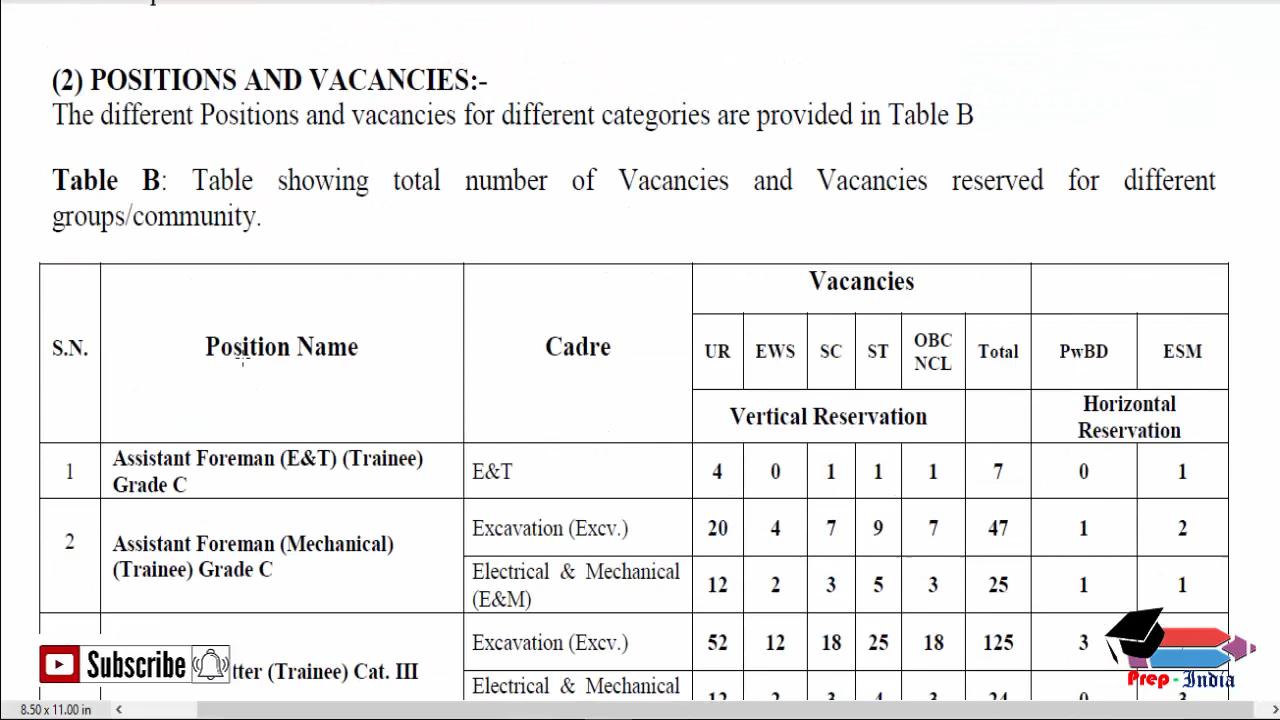 (2) POSITIONS AND VACANCIES:-
The different Positions and vacancies for different categories are provided in Table B
Table B: Table showing total number of Vacancies and Vacancies reserved for different
groups/community.
S.N. Position Name Cadre Vacancies
UR EWS SC ST OBC NCL Total PwBD ESM
Vertical Reservation Horizontal Reservation
1 Assistant Foreman (E&T) (Trainee) Grade C E&T 4 0 1 1 1 7 0 1
2 Assistant Foreman (Mechanical) (Trainee) Grade C Excavation (Excv.) 20 4 7 9 7 47 1 2
Electrical & Mechanical (E&M) 12 2 3 5 3 25 1 1
Excavation (Excv.) 52 12 18 25 18 125 3
tter (Trainee) Cat. III
Electrical & Mechanical
Subscribe
Prep - India
8.50 x 11.00 in